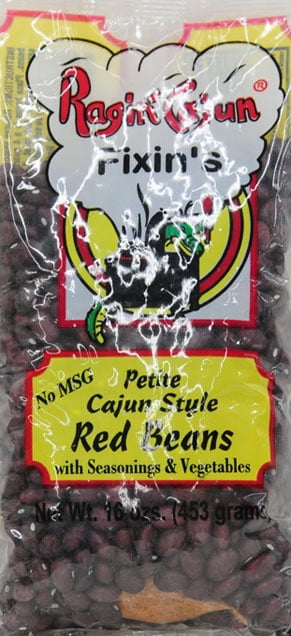 Ragin' Cajun®
Fixin's
No MSG
Petite
Cajun Style
Red Beans
with Seasonings & Vegetables
Net Wt. 16 ozs. (453 grams)